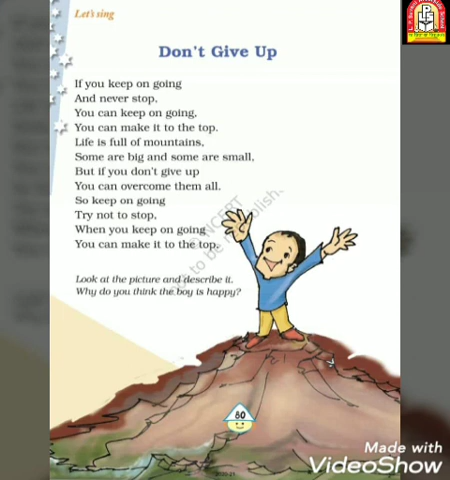 Let's sing
Don't Give Up
If you keep on going
And never stop,
You can keep on going,
You can make it to the top.
Life is full of mountains,
Some are big and some are small,
But if you don't give up
You can overcome them all.
So keep on going
Try not to stop,
When you keep on going
You can make it to the top.
Look at the picture and describe it.
Why do you think the boy is happy?
80
Made with
VideoShow